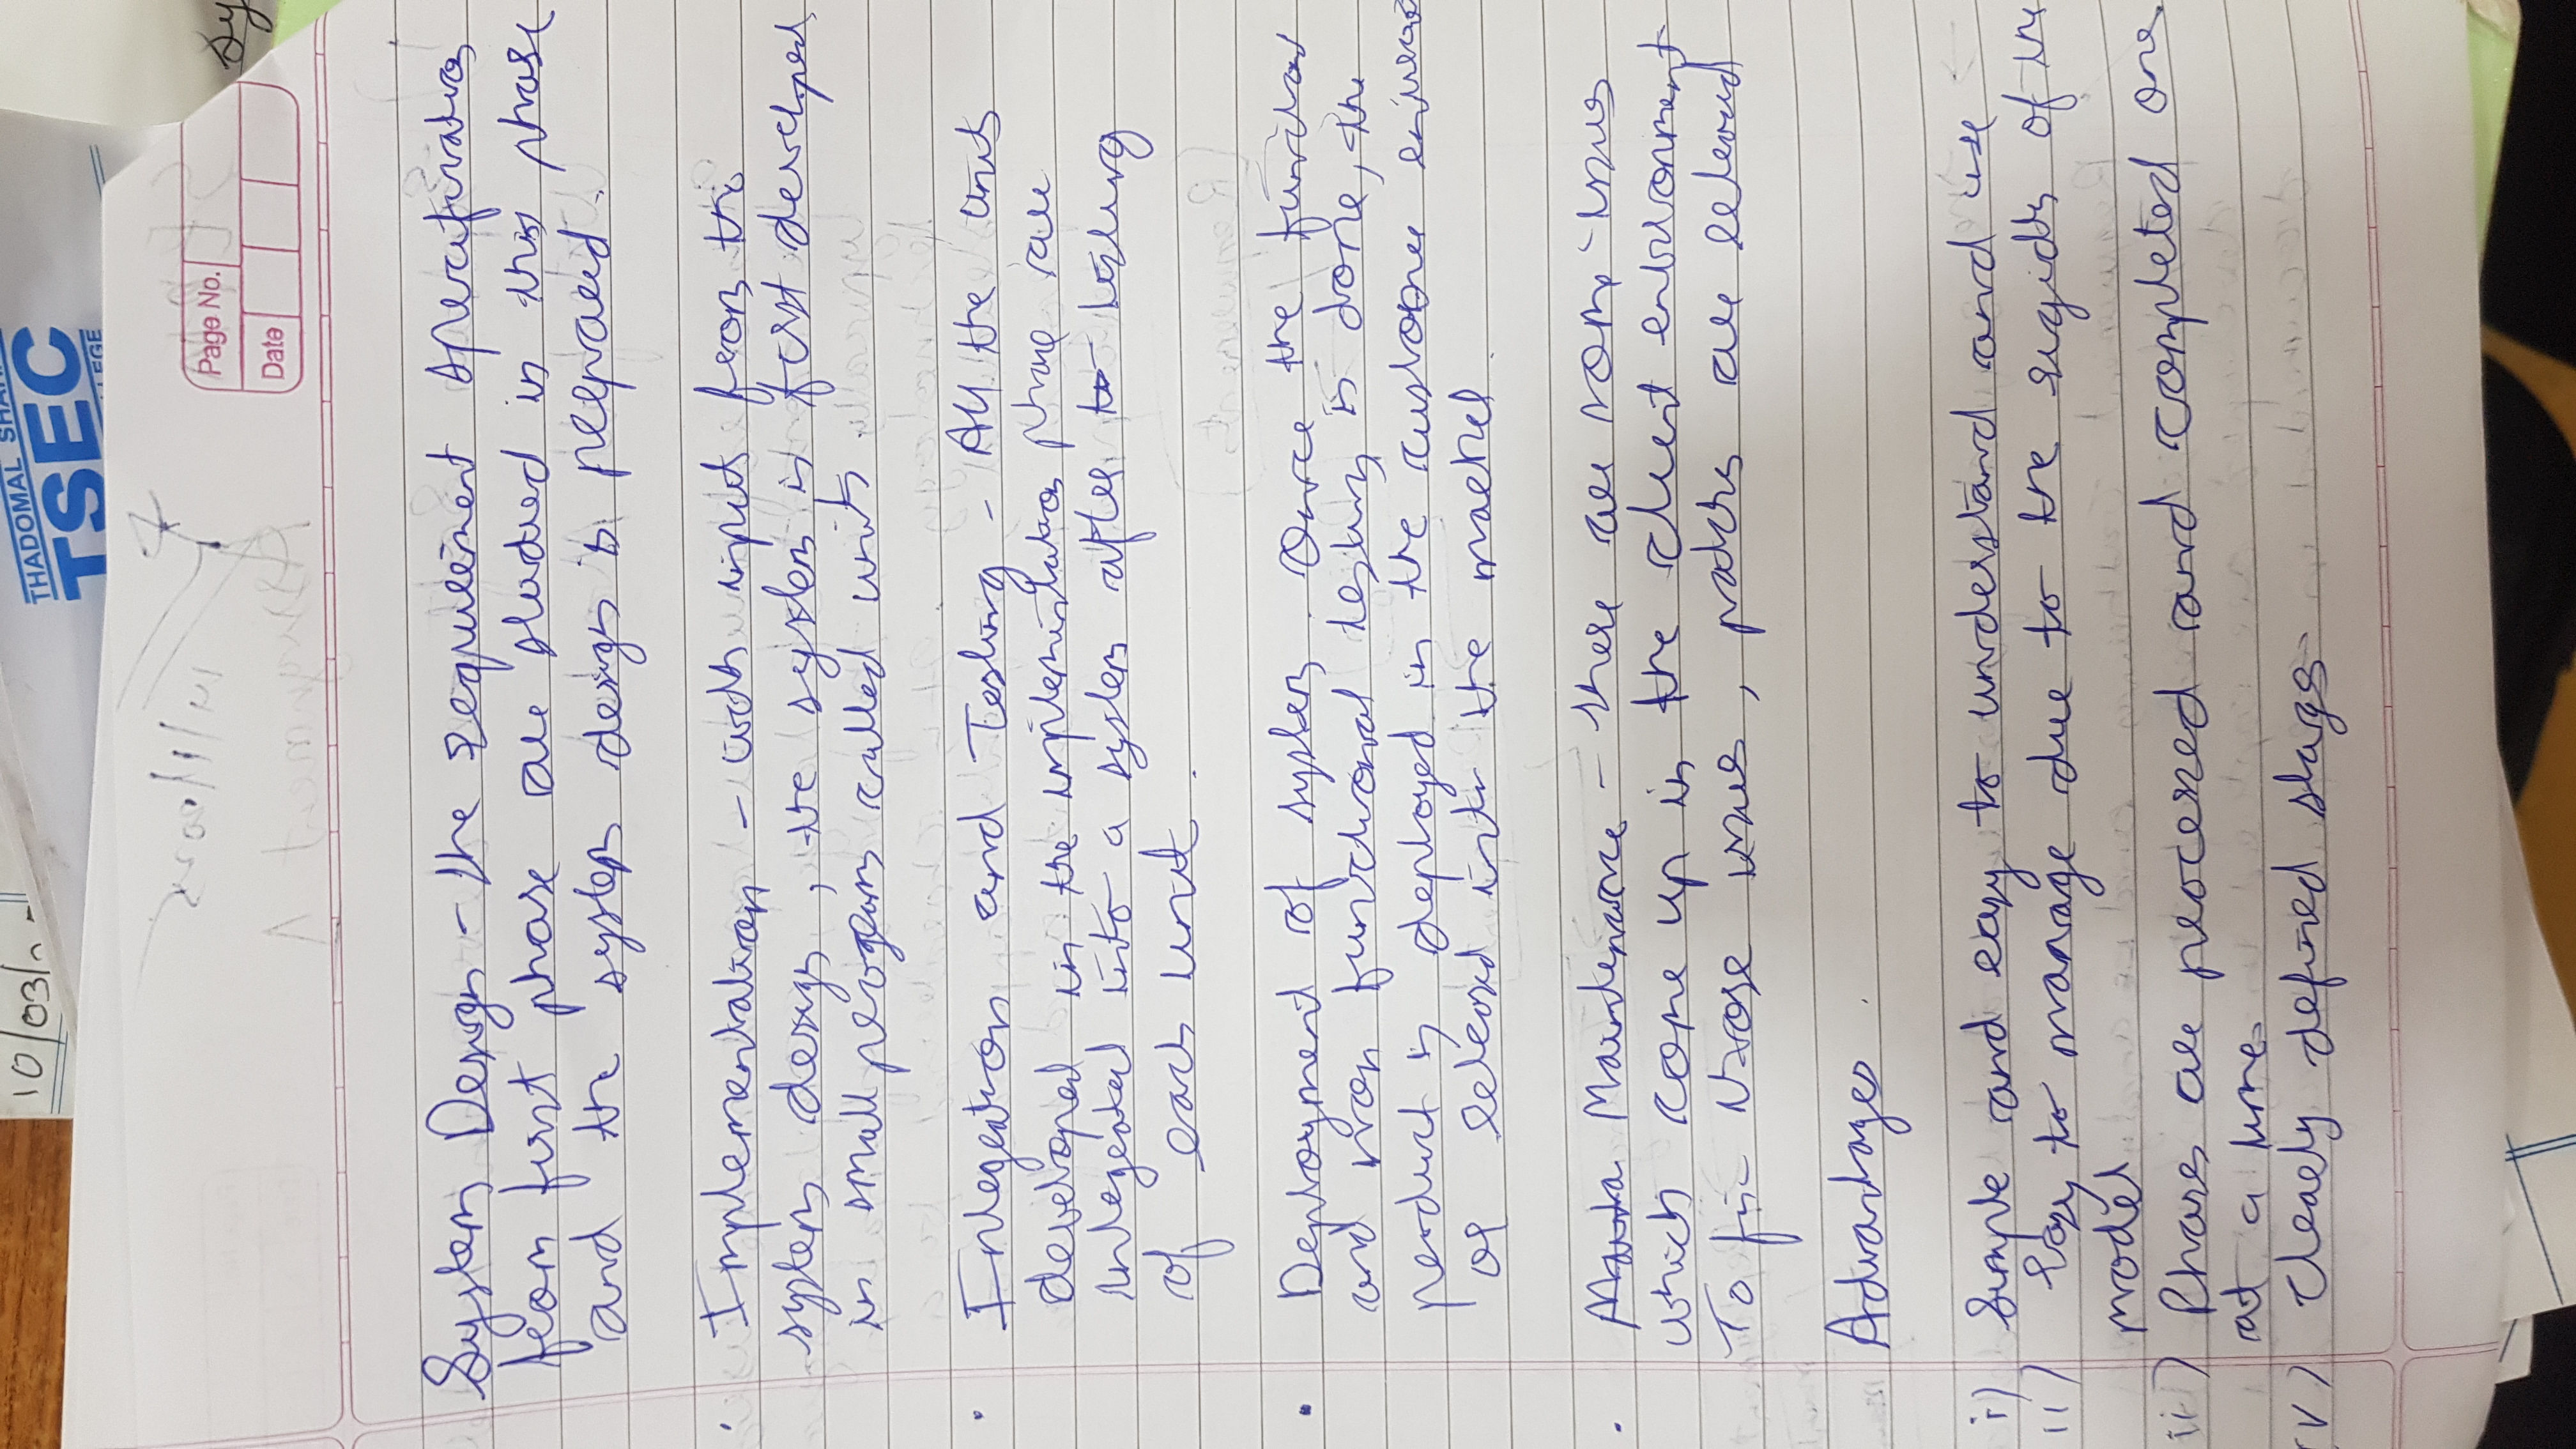 10/03/
THADOMAL SHA
TSEC
LEGE
Page No.
Date
Sy
Assignment 1
System Design - the requirement specification
from first phase are studied in this phase
and the system design is prepraed.
. Implementation - with input from the
system design, the system is first developed
in small programs called units
. Integration and Testing - All the units
developed in the implementation phase are
integrated into a system after to testing
of each unit.
. Deployment of system. Once the function
and non functional testing is done, the
product is deployed in the customer
or released into the market.
. Mainta Maintenance - there are some issues
which come up in the client environment
To fix those issues, patches are released
Advantages.
i) Simple and easy to understand and use
ii) Easy to manage due to the rigidity of the
model
ii) Phases are processed and completed one
at a time.
iv) Clearly defined stages.